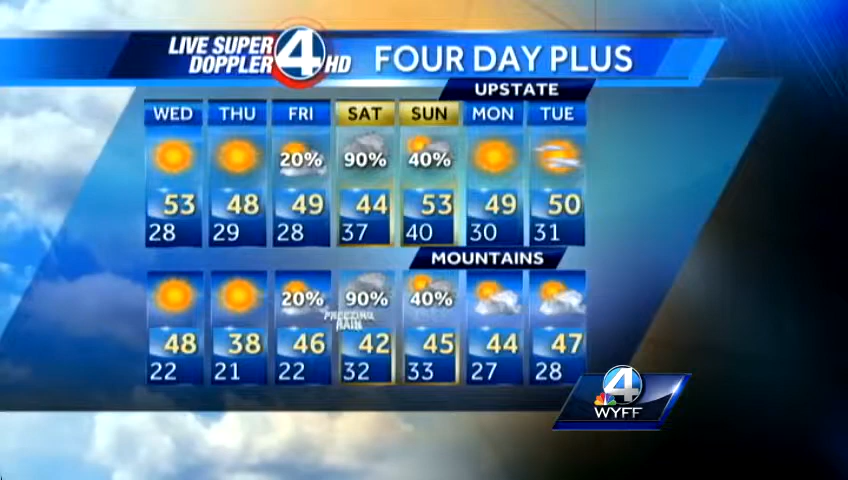 LIVE SUPER DOPPLER 4 HD FOUR DAY PLUS
UPSTATE
WED THU FRI SAT SUN MON TUE
20% 90% 40%
53 48 49 44 53 49 50
28 29 28 37 40 30 31
MOUNTAINS
20% 90% 40%
FREEZING RAIN
48 38 46 42 45 44 47
22 21 22 32 33 27 28
4
WYFF